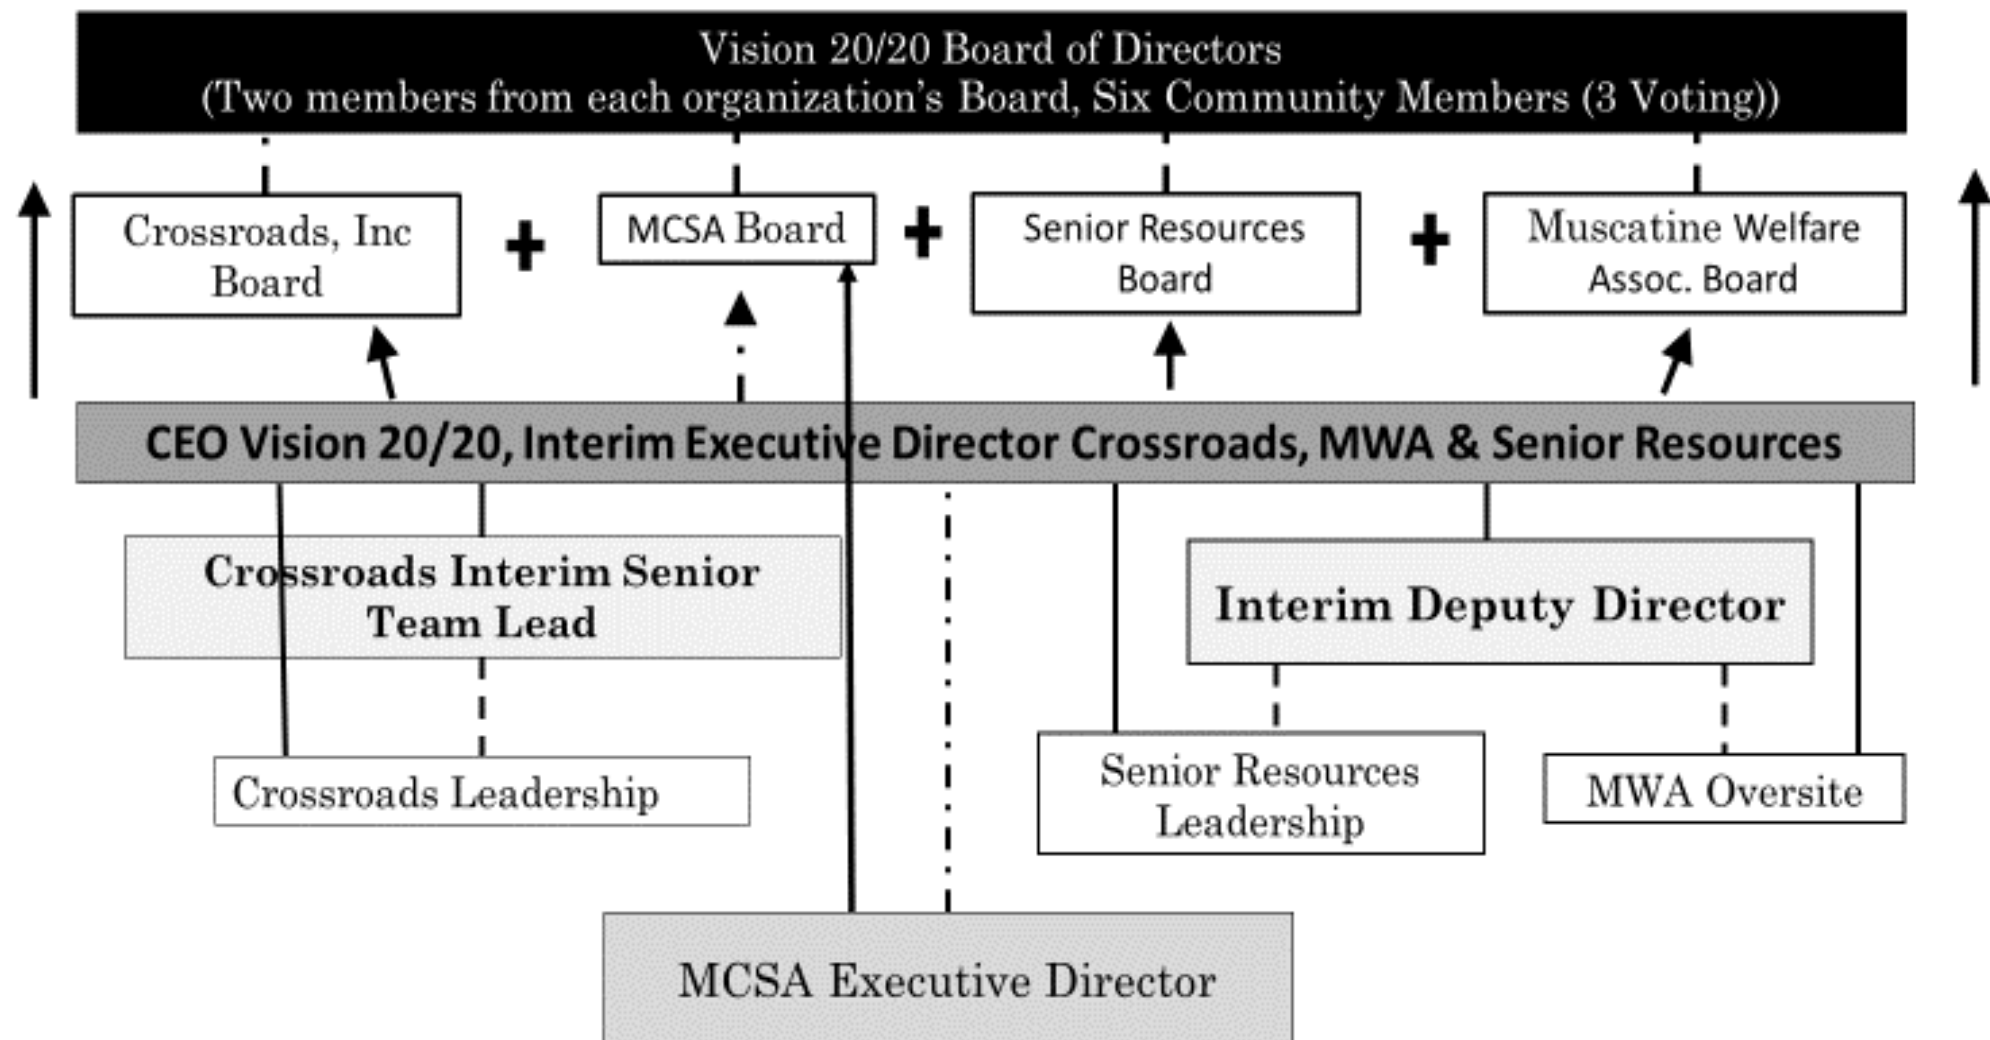 Vision 20/20 Board of Directors
(Two members from each organization's Board, Six Community Members (3 Voting))
Crossroads, Inc
Board
MCSA Board
Senior Resources
Board
Muscatine Welfare
Assoc. Board
CEO Vision 20/20, Interim Executive Director Crossroads, MWA & Senior Resources
Crossroads Interim Senior
Team Lead
Interim Deputy Director
Crossroads Leadership
Senior Resources
Leadership
MWA Oversite
MCSA Executive Director